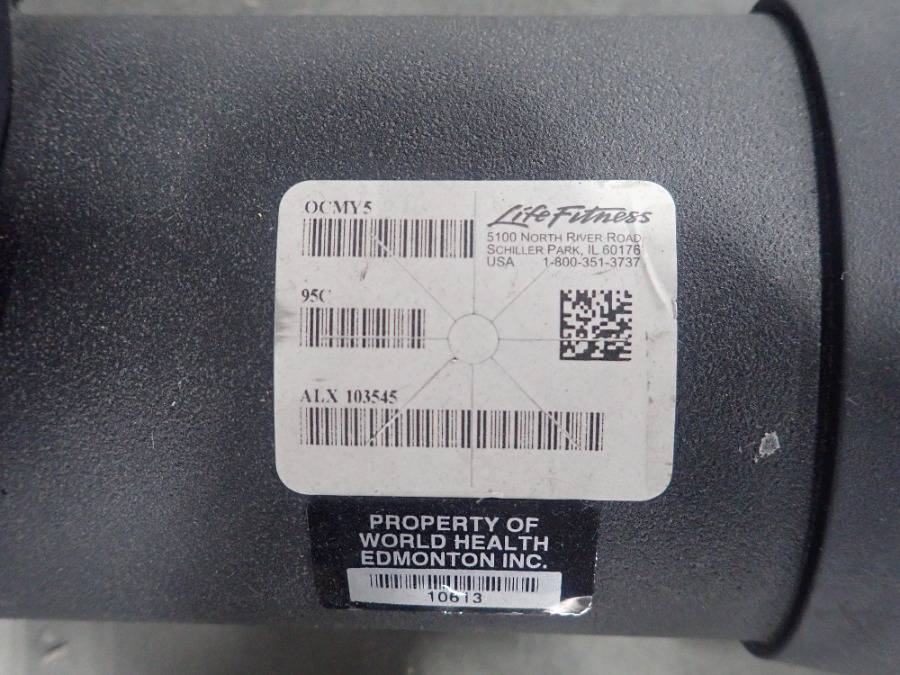 OCMY5
Life Fitness
5100 NORTH RIVER ROAD
SCHILLER PARK, IL 60176
USA 1-800-351-3737
95C
ALX 103545
PROPERTY OF
WORLD HEALTH
EDMONTON INC.
10613